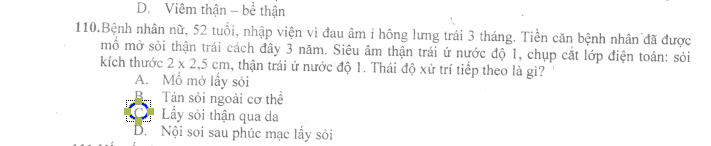 D. Viêm thận – bể thận
110.Bệnh nhân nữ, 52 tuổi, nhập viện vì đau âm ỉ hông lưng trái 3 tháng. Tiền căn bệnh nhân đã được
mổ mở sỏi thận trái cách đây 3 năm. Siêu âm thận trái ứ nước độ 1, chụp cắt lớp điện toán: sỏi
kích thước 2 x 2,5 cm, thận trái ứ nước độ 1. Thái độ xử trí tiếp theo là gì?
A. Mổ mở lấy sỏi
B. Tán sỏi ngoài cơ thể
C. Lấy sỏi thận qua da
D. Nội soi sau phúc mạc lấy sỏi